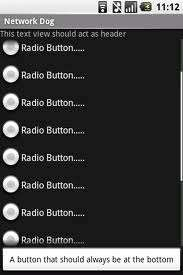 11:12
Network Dog
This text view should act as header
Radio Button.....
Radio Button.....
Radio Button.....
Radio Button.....
Radio Button.....
Radio Button.....
Radio Button.....
Radio Button.....
A button that should always be at the bottom